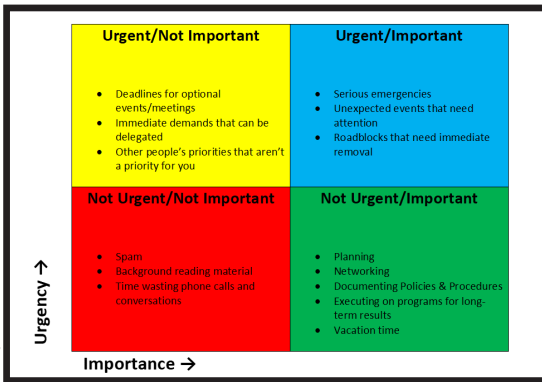 Urgent/Not Important
• Deadlines for optional
events/meetings
• Immediate demands that can be
delegated
• Other people's priorities that aren't
a priority for you
Urgent/Important
• Serious emergencies
• Unexpected events that need
attention
• Roadblocks that need immediate
removal
Not Urgent/Not Important
• Spam
• Background reading material
• Time wasting phone calls and
conversations
Not Urgent/Important
• Planning
• Networking
• Documenting Policies & Procedures
• Executing on programs for long-
term results
• Vacation time
Urgency →
Importance →